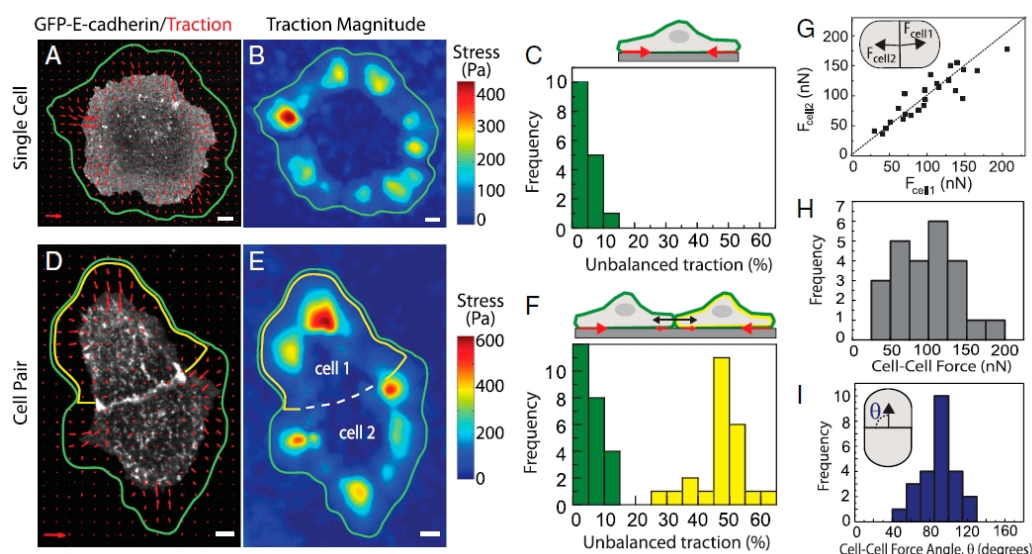 GFP-E-cadherin/Traction
Traction Magnitude
Single Cell
A
B
Stress
(Pa)
400
300
200
100
0
C
Frequency
10
8
6
4
2
0
0 10 20 30 40 50 60
Unbalanced traction (%)
Cell Pair
D
E
cell 1
cell 2
Stress
(Pa)
600
400
200
0
F
Frequency
10
8
6
4
2
0
0 10 20 30 40 50 60
Unbalanced traction (%)
G
Fcell1
Fcell2
Fcell2 (nN)
200
150
100
50
0
0 50 100 150 200
Fcell1 (nN)
H
Frequency
7
6
5
4
3
2
1
0
0 50 100 150 200
Cell-Cell Force (nN)
I
θ
Frequency
10
8
6
4
2
0
0 40 80 120 160
Cell-Cell Force Angle, θ (degrees)